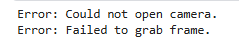 Error: Could not open camera.
Error: Failed to grab frame.